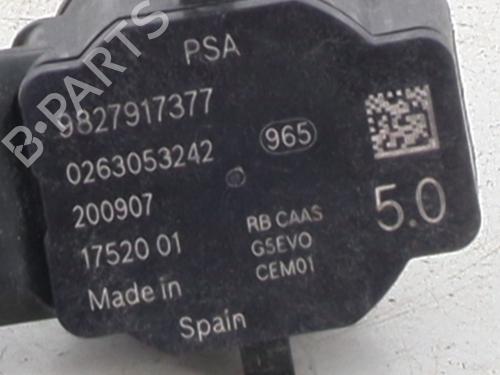 PSA
9827917377
0263053242
965
200907
5.0
17520 01
RB CAAS
G5EVO
CEM01
Made in
Spain
B-PARTS